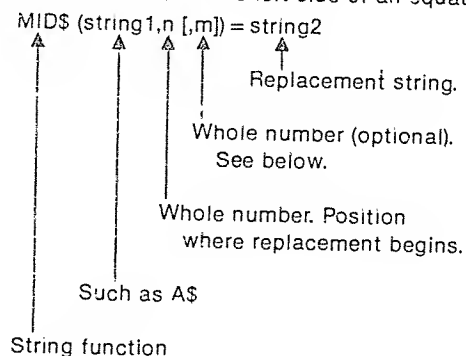 MID$ (string1,n [,m]) = string2
Replacement string.
Whole number (optional).
See below.
Whole number. Position
where replacement begins.
Such as A$
String function